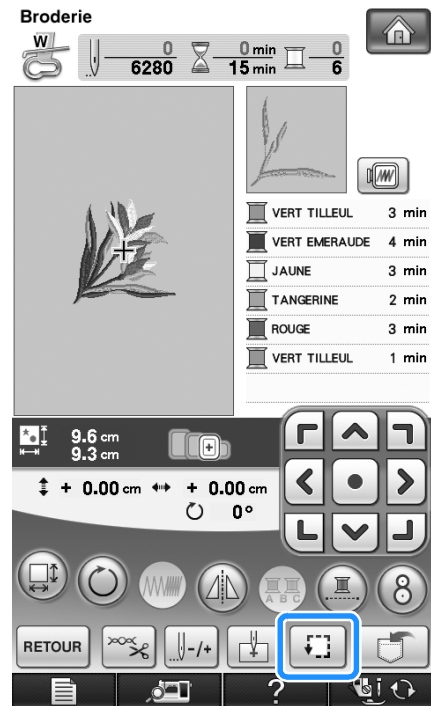 Broderie
W
0 0 min 0
6280 15 min 6
VERT TILLEUL 3 min
VERT EMERAUDE 4 min
JAUNE 3 min
TANGERINE 2 min
ROUGE 3 min
VERT TILLEUL 1 min
9.6 cm
9.3 cm
+ 0.00 cm + 0.00 cm
0°
A B C
8
RETOUR
-/+
?